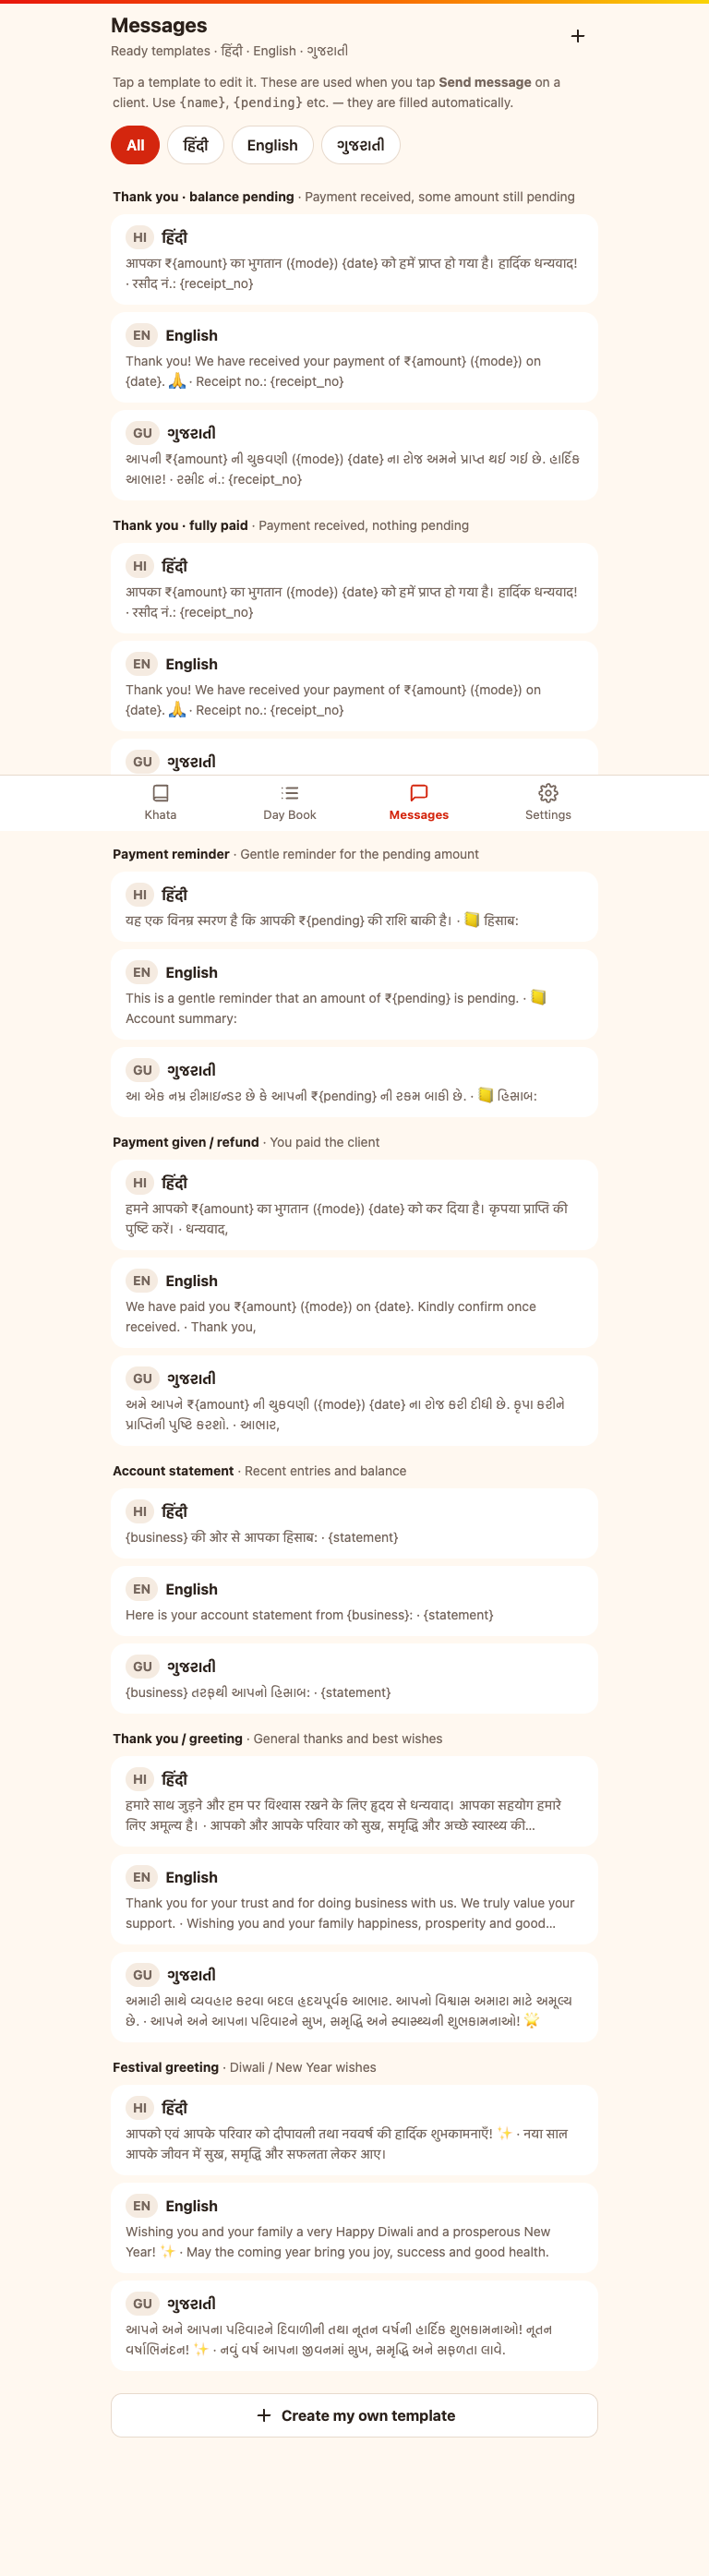 Messages
Ready templates · हिंदी · English · ગુજરાતી
Tap a template to edit it. These are used when you tap Send message on a
client. Use {name}, {pending} etc. — they are filled automatically.
All
हिंदी
English
ગુજરાતી
Thank you · balance pending · Payment received, some amount still pending
HI हिंदी
आपका ₹{amount} का भुगतान ({mode}) {date} को हमें प्राप्त हो गया है। हार्दिक धन्यवाद!
· रसीद नं.: {receipt_no}
EN English
Thank you! We have received your payment of ₹{amount} ({mode}) on
{date}. 🙏 · Receipt no.: {receipt_no}
GU ગુજરાતી
આપની ₹{amount} ની ચુકવણી ({mode}) {date} ના રોજ અમને પ્રાપ્ત થઈ ગઈ છે. હાર્દિક
આભાર! · રસીદ નં.: {receipt_no}
Thank you · fully paid · Payment received, nothing pending
HI हिंदी
आपका ₹{amount} का भुगतान ({mode}) {date} को हमें प्राप्त हो गया है। हार्दिक धन्यवाद!
· रसीद नं.: {receipt_no}
EN English
Thank you! We have received your payment of ₹{amount} ({mode}) on
{date}. 🙏 · Receipt no.: {receipt_no}
GU ગુજરાતી
Khata
Day Book
Messages
Settings
Payment reminder · Gentle reminder for the pending amount
HI हिंदी
यह एक विनम्र स्मरण है कि आपकी ₹{pending} की राशि बाकी है। · 📒 हिसाब:
EN English
This is a gentle reminder that an amount of ₹{pending} is pending. · 📒
Account summary:
GU ગુજરાતી
આ એક નમ્ર રીમાઇન્ડર છે કે આપની ₹{pending} ની રકમ બાકી છે. · 📒 હિસાબ:
Payment given / refund · You paid the client
HI हिंदी
हमने आपको ₹{amount} का भुगतान ({mode}) {date} को कर दिया है। कृपया प्राप्ति की
पुष्टि करें। · धन्यवाद,
EN English
We have paid you ₹{amount} ({mode}) on {date}. Kindly confirm once
received. · Thank you,
GU ગુજરાતી
અમે આપને ₹{amount} ની ચુકવણી ({mode}) {date} ના રોજ કરી દીધી છે. કૃપા કરીને
પ્રાપ્તિની પુષ્ટિ કરશો. · આભાર,
Account statement · Recent entries and balance
HI हिंदी
{business} की ओर से आपका हिसाब: · {statement}
EN English
Here is your account statement from {business}: · {statement}
GU ગુજરાતી
{business} તરફથી આપનો હિસાબ: · {statement}
Thank you / greeting · General thanks and best wishes
HI हिंदी
हमारे साथ जुड़ने और हम पर विश्वास रखने के लिए हृदय से धन्यवाद। आपका सहयोग हमारे
लिए अमूल्य है। · आपको और आपके परिवार को सुख, समृद्धि और अच्छे स्वास्थ्य की…
EN English
Thank you for your trust and for doing business with us. We truly value your
support. · Wishing you and your family happiness, prosperity and good…
GU ગુજરાતી
અમારી સાથે વ્યવહાર કરવા બદલ હૃદયપૂર્વક આભાર. આપનો વિશ્વાસ અમારા માટે અમૂલ્ય
છે. · આપને અને આપના પરિવારને સુખ, સમૃદ્ધિ અને સ્વાસ્થ્યની શુભકામનાઓ! 🌟
Festival greeting · Diwali / New Year wishes
HI हिंदी
आपको एवं आपके परिवार को दीपावली तथा नववर्ष की हार्दिक शुभकामनाएँ! ✨ · नया साल
आपके जीवन में सुख, समृद्धि और सफलता लेकर आए।
EN English
Wishing you and your family a very Happy Diwali and a prosperous New
Year! ✨ · May the coming year bring you joy, success and good health.
GU ગુજરાતી
આપને અને આપના પરિવારને દિવાળીની તથા નૂતન વર્ષની હાર્દિક શુભકામનાઓ! નૂતન
વર્ષાભિનંદન! ✨ · નવું વર્ષ આપના જીવનમાં સુખ, સમૃદ્ધિ અને સફળતા લાવે.
Create my own template